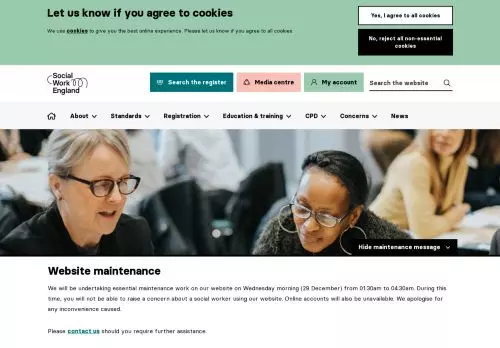 Let us know if you agree to cookies
We use cookies to give you the best online experience. Please let us know if you agree to all cookies.
Yes, I agree to all cookies
No, reject all non-essential
cookies
Social
Work
England
Search the register
Media centre
My account
Search the website
About
Standards
Registration
Education & training
CPD
Concerns
News
Hide maintenance message
Website maintenance
We will be undertaking essential maintenance work on our website on Wednesday morning (29 December) from 01:30am to 04:30am. During this
time, you will not be able to raise a concern about a social worker using our website. Online accounts will also be unavailable. We apologise for
any inconvenience caused.
Please contact us should you require further assistance.